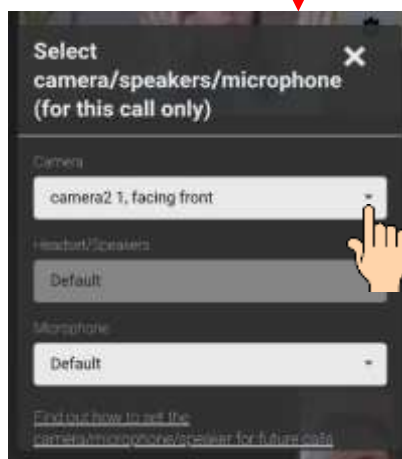 Select
camera/speakers/microphone
(for this call only)
Camera
camera2 1, facing front
Headset/Speakers
Default
Microphone
Default
Find out how to set the
camera/microphone/speaker for future calls